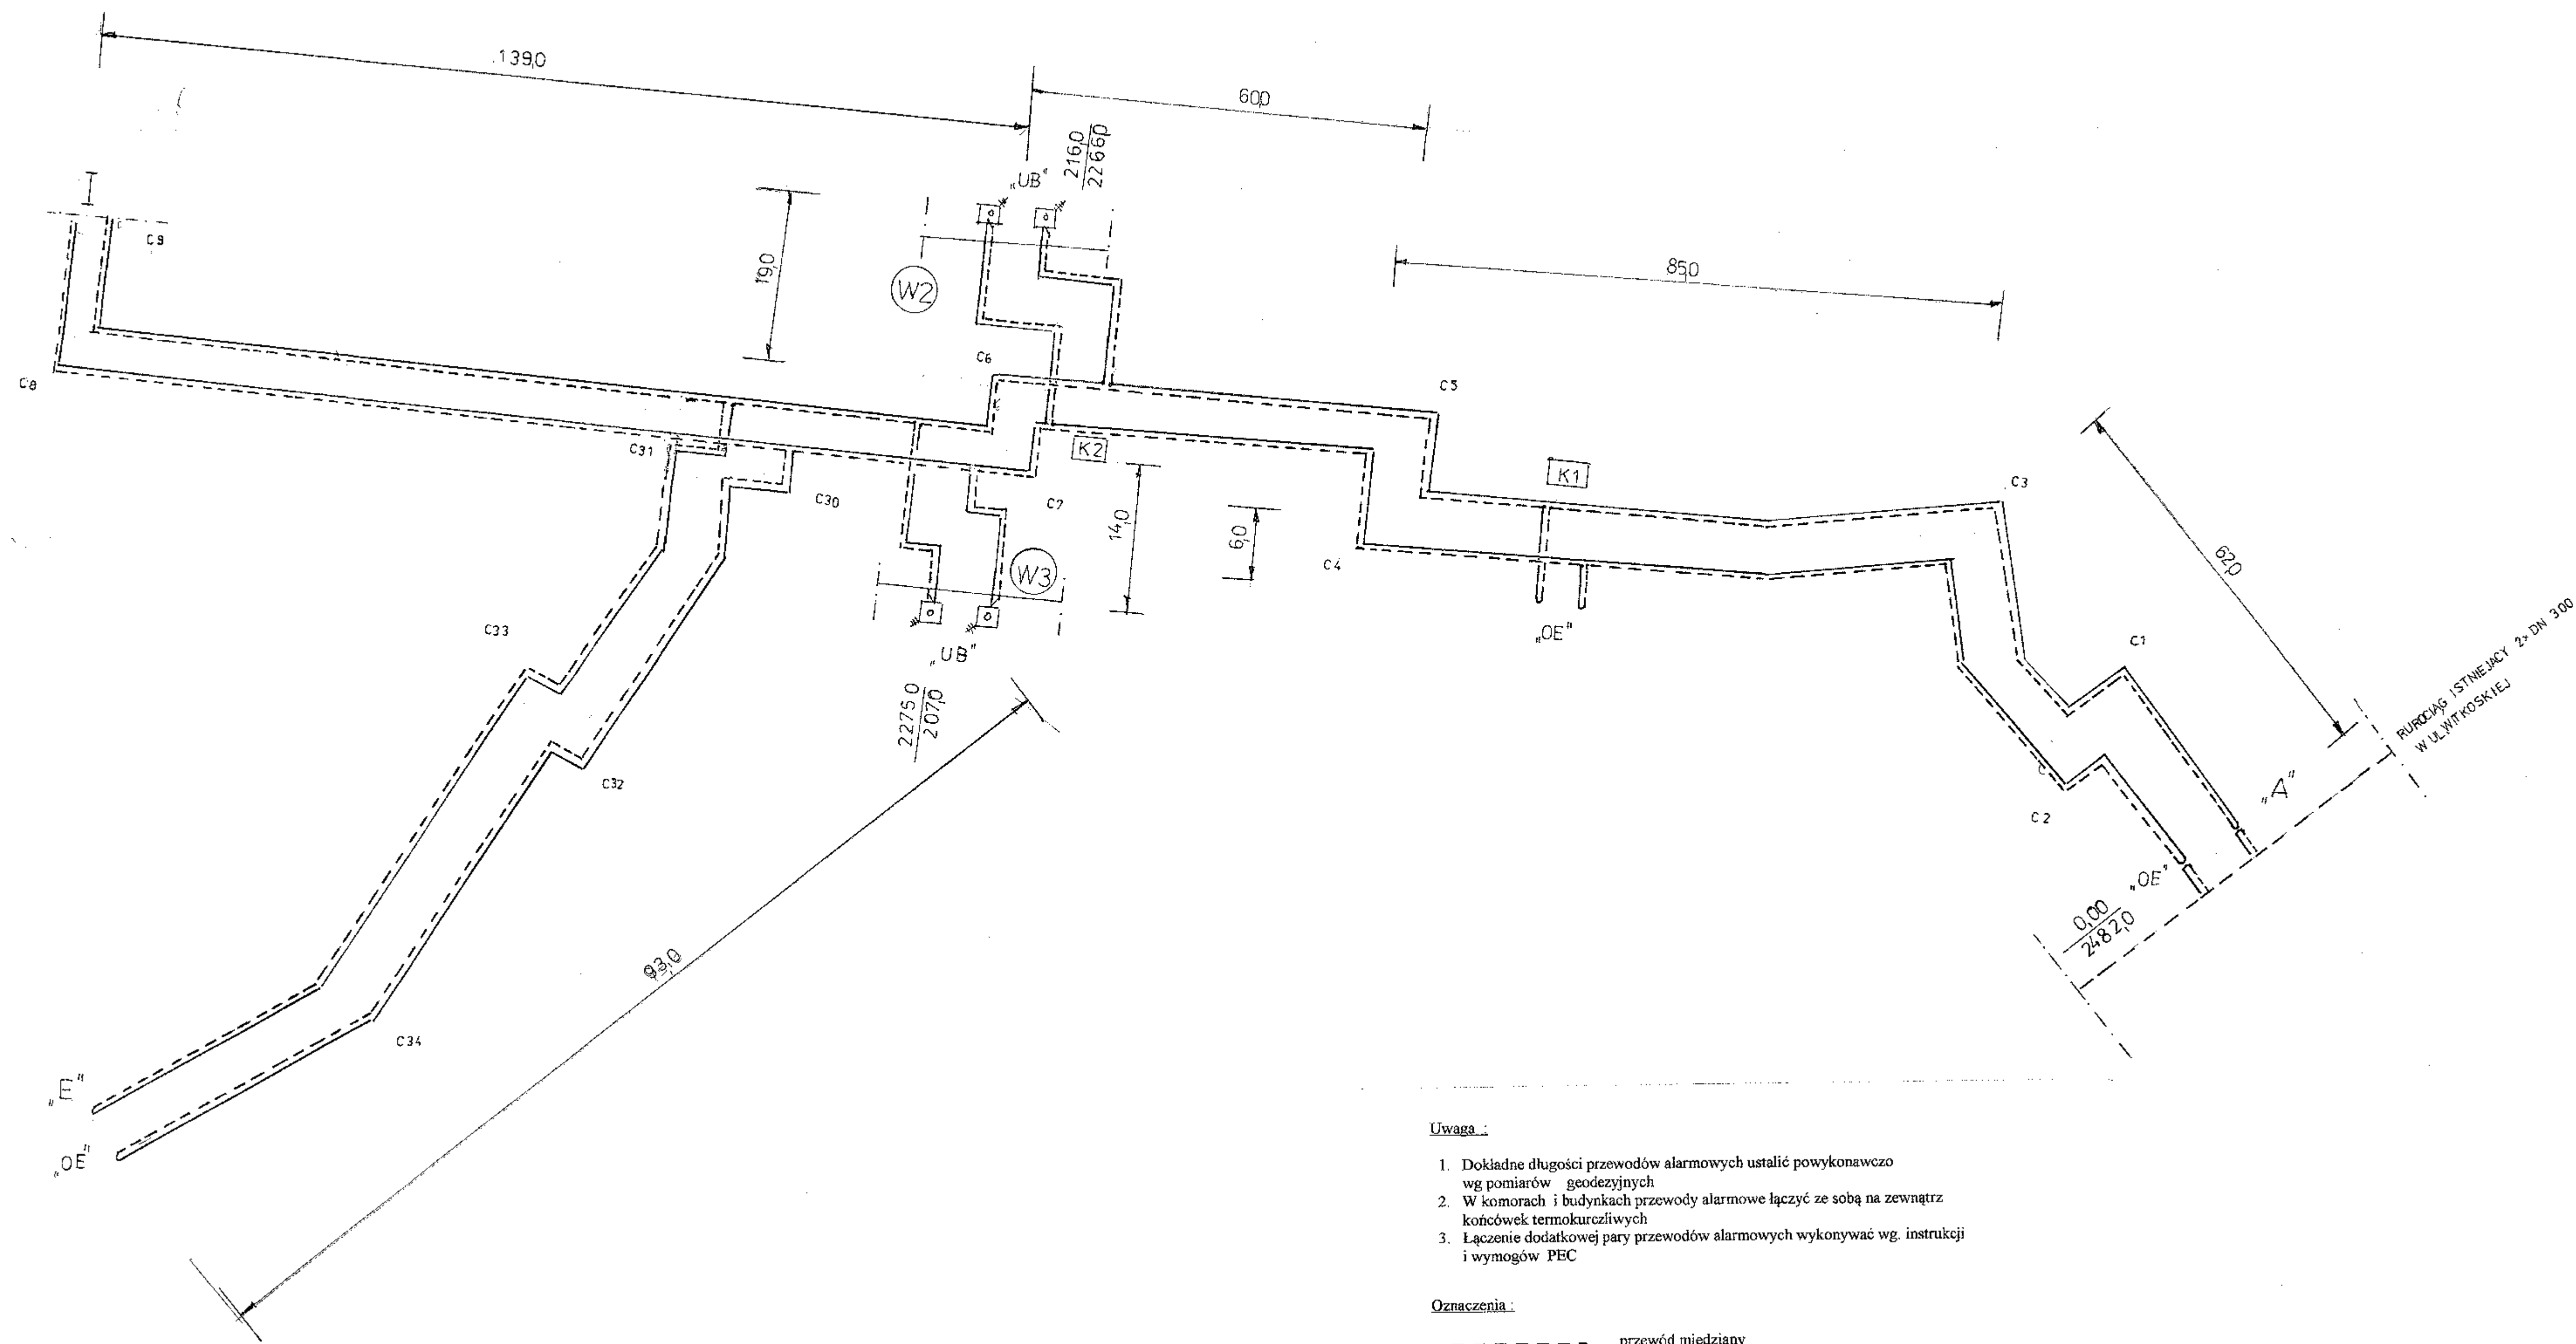 139,0
60,0
216,0
2266,0
„UB"
I
C9
19,0
W2
85,0
C6
C5
C8
C31
K2
K1
C3
C30
C7
14,0
6,0
62,0
W3
C4
„OE"
C33
„UB"
C1
RUROCIĄG ISTNIEJACY 2x DN 300
W UL.WITKOSKIEJ
2275,0
207,0
C32
C
C2
„A"
„OE"
0,00
2482,0
93,0
C34
„E"
„OE"
Uwaga :
1. Dokładne długości przewodów alarmowych ustalić powykonawczo
wg pomiarów geodezyjnych
2. W komorach i budynkach przewody alarmowe łączyć ze sobą na zewnątrz
końcówek termokurczliwych
3. Łączenie dodatkowej pary przewodów alarmowych wykonywać wg. instrukcji
i wymogów PEC
Oznaczenia :
przewód miedziany